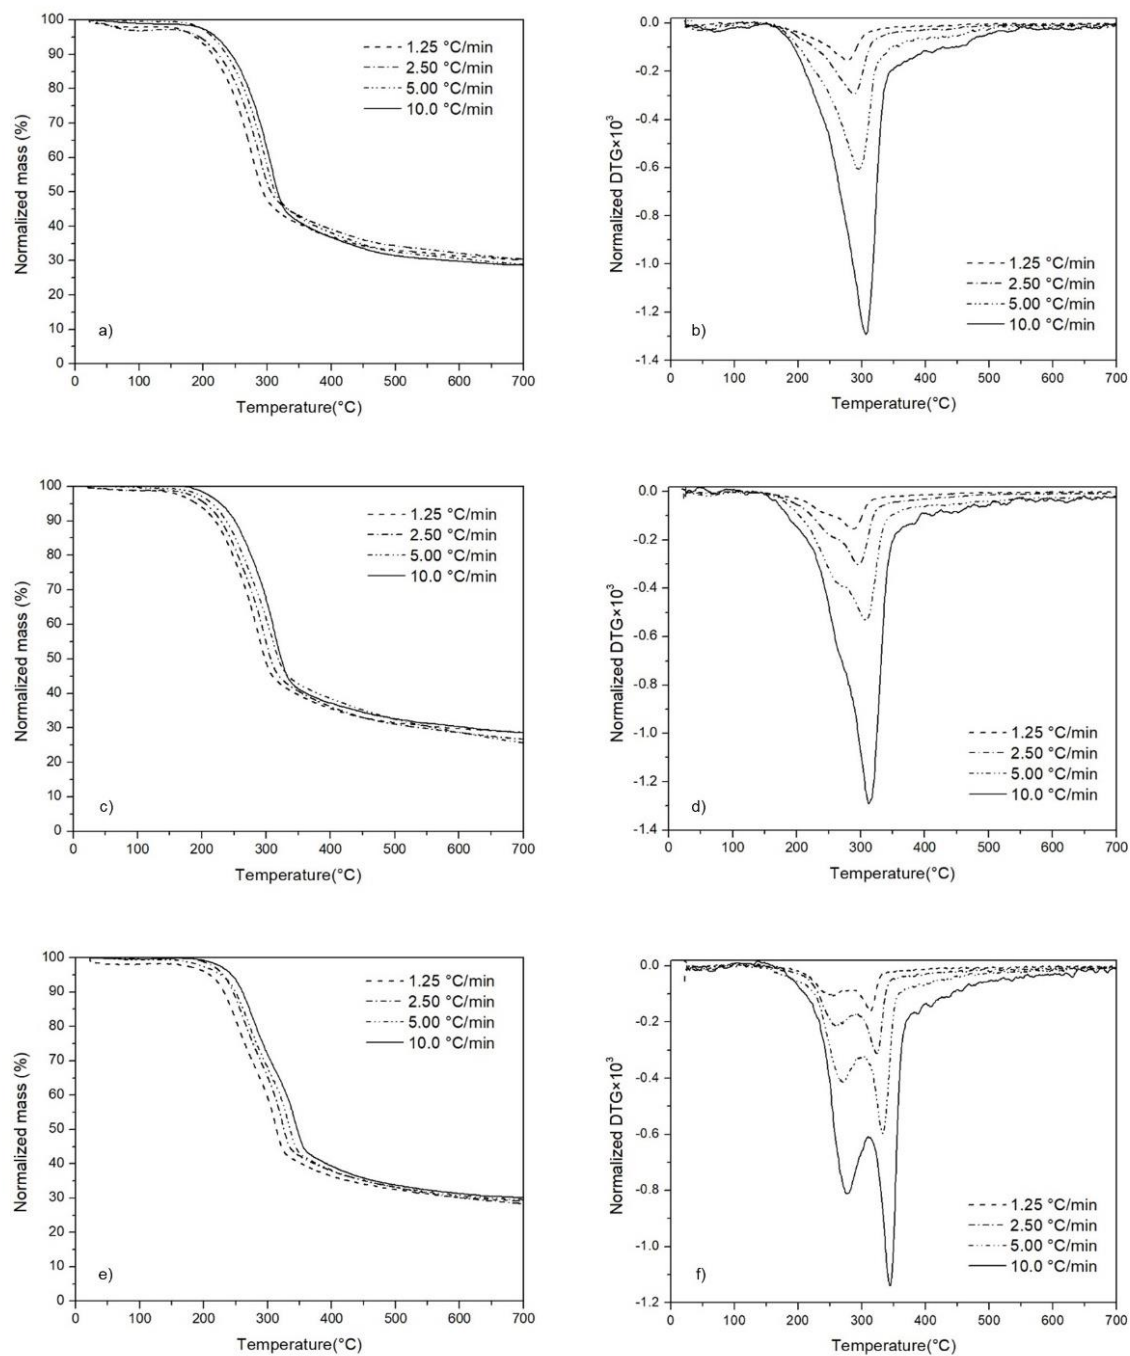 100
90
80
70
60
50
40
30
20
10
0
Normalized mass (%)
1.25 °C/min
2.50 °C/min
5.00 °C/min
10.0 °C/min
a)
0 100 200 300 400 500 600 700
Temperature(°C)
0.0
-0.2
-0.4
-0.6
-0.8
-1.0
-1.2
-1.4
Normalized DTG×10³
1.25 °C/min
2.50 °C/min
5.00 °C/min
10.0 °C/min
b)
0 100 200 300 400 500 600 700
Temperature(°C)
100
90
80
70
60
50
40
30
20
10
0
Normalized mass (%)
1.25 °C/min
2.50 °C/min
5.00 °C/min
10.0 °C/min
c)
0 100 200 300 400 500 600 700
Temperature(°C)
0.0
-0.2
-0.4
-0.6
-0.8
-1.0
-1.2
-1.4
Normalized DTG×10³
1.25 °C/min
2.50 °C/min
5.00 °C/min
10.0 °C/min
d)
0 100 200 300 400 500 600 700
Temperature(°C)
100
90
80
70
60
50
40
30
20
10
0
Normalized mass (%)
1.25 °C/min
2.50 °C/min
5.00 °C/min
10.0 °C/min
e)
0 100 200 300 400 500 600 700
Temperature(°C)
0.0
-0.2
-0.4
-0.6
-0.8
-1.0
-1.2
Normalized DTG×10³
1.25 °C/min
2.50 °C/min
5.00 °C/min
10.0 °C/min
f)
0 100 200 300 400 500 600 700
Temperature(°C)